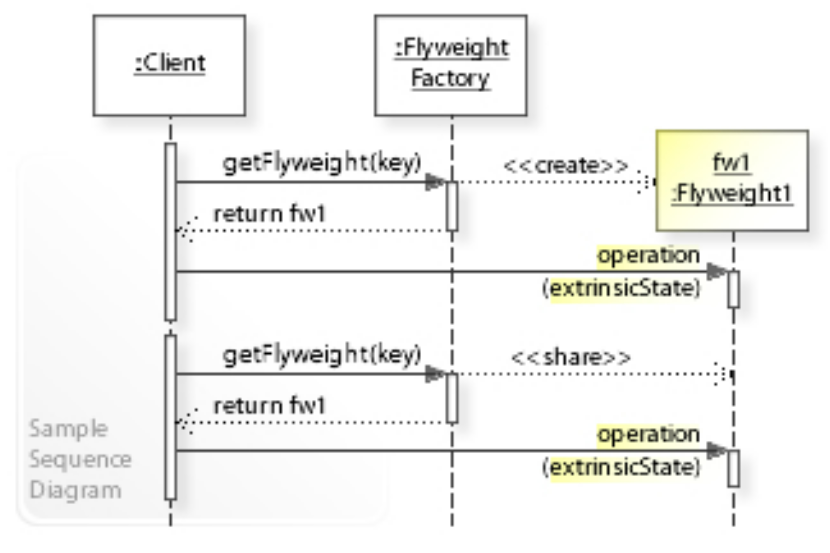 :Client
:Flyweight
Factory
fw1
:Flyweight1
getFlyweight(key)
<<create>>
return fw1
operation
(extrinsicState)
getFlyweight(key)
<<share>>
return fw1
operation
(extrinsicState)
Sample
Sequence
Diagram